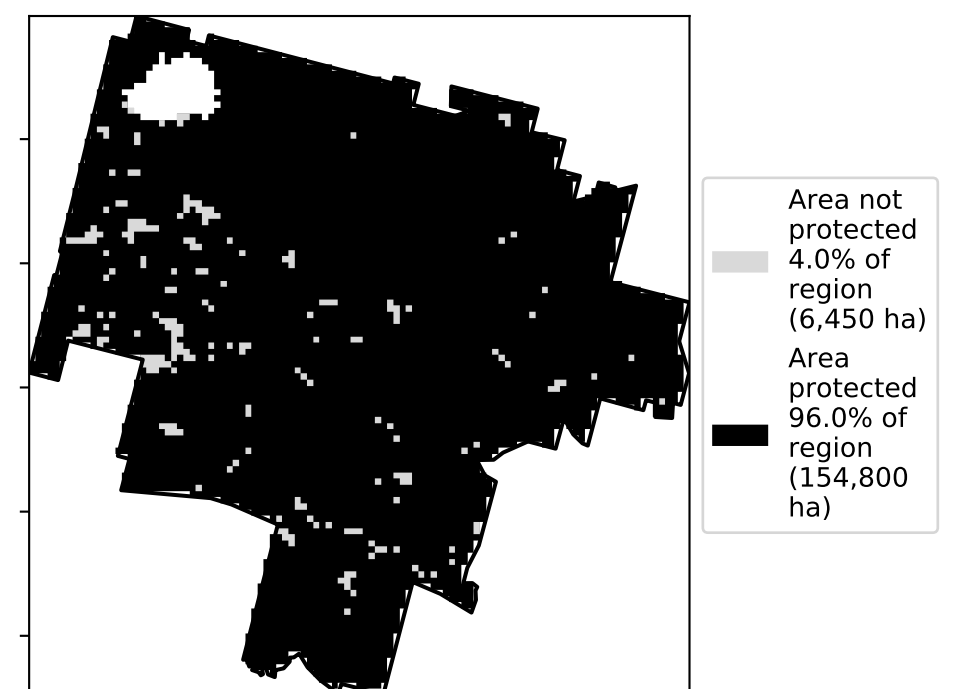 Area not
protected
4.0% of
region
(6,450 ha)
Area
protected
96.0% of
region
(154,800
ha)